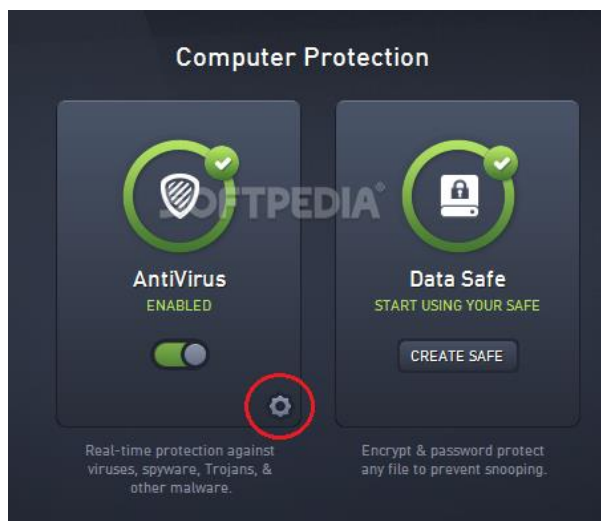 Computer Protection
SOFTPEDIA®
AntiVirus
ENABLED
Data Safe
START USING YOUR SAFE
CREATE SAFE
Real-time protection against
viruses, spyware, Trojans, &
other malware.
Encrypt & password protect
any file to prevent snooping.